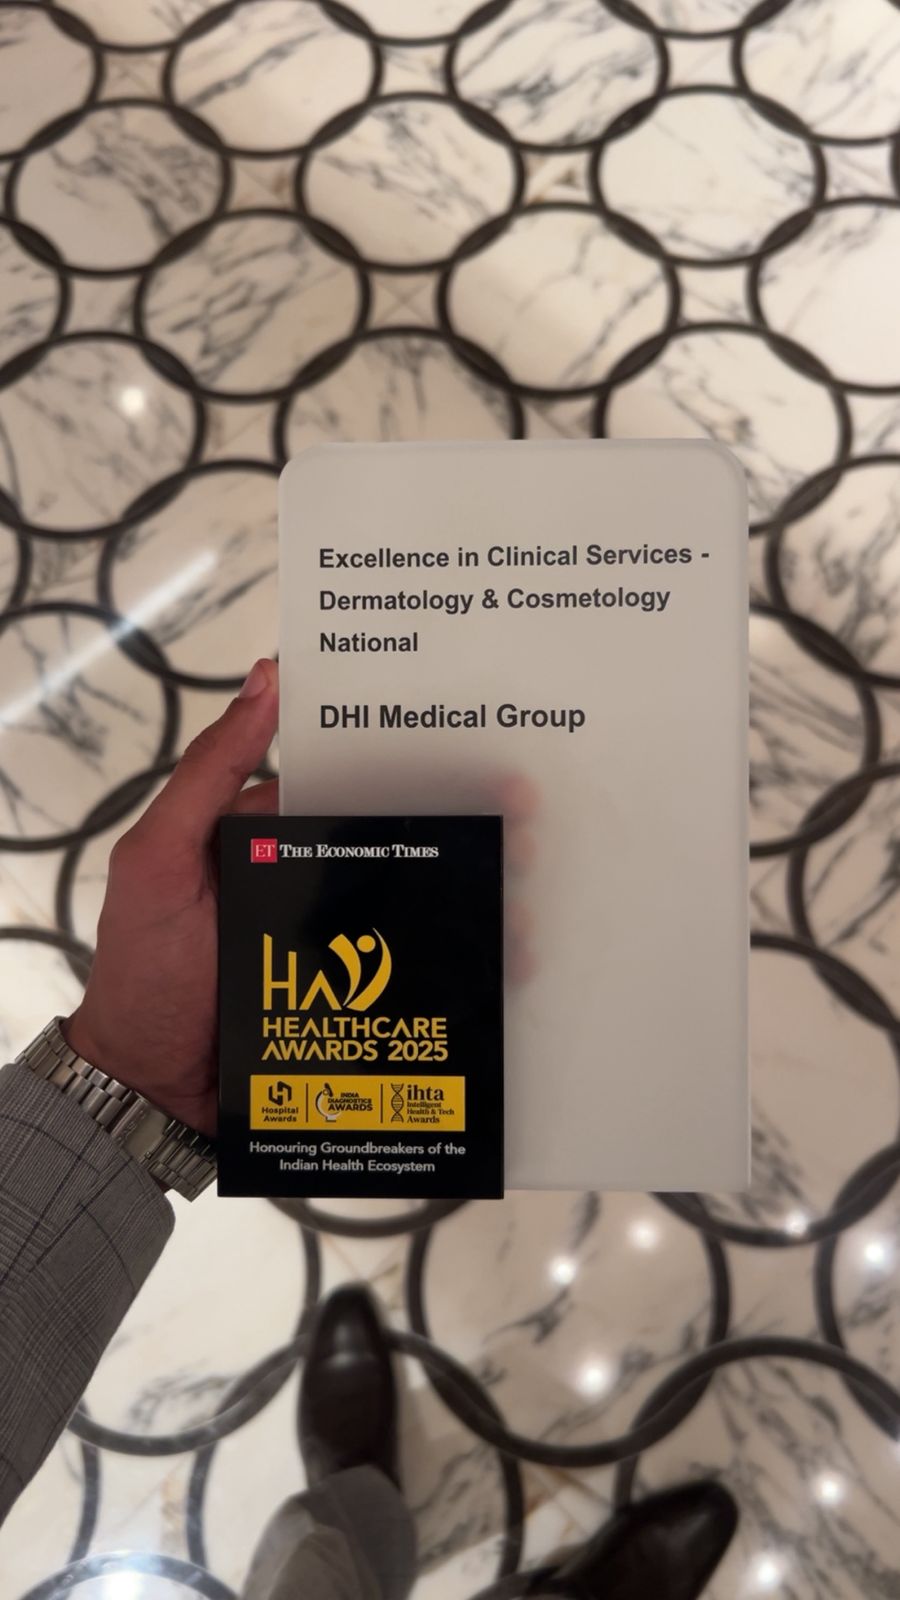 Excellence in Clinical Services -
Dermatology & Cosmetology
National
DHI Medical Group
ET THE ECONOMIC TIMES
HA
HEALTHCARE
AWARDS 2025
Hospital
Awards
INDIA
DIAGNOSTICS
AWARDS
ihta
Intelligent
Health & Tech
Awards
Honouring Groundbreakers of the
Indian Health Ecosystem